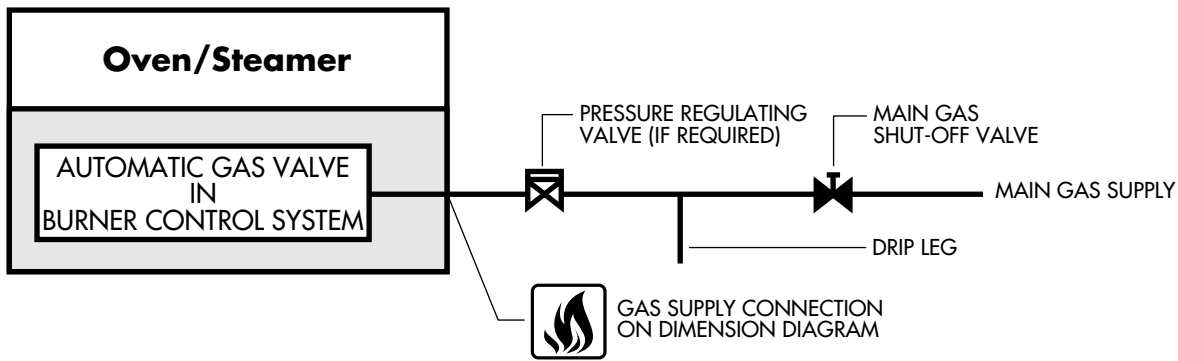 Oven/Steamer
AUTOMATIC GAS VALVE
IN
BURNER CONTROL SYSTEM
PRESSURE REGULATING
VALVE (IF REQUIRED)
MAIN GAS
SHUT-OFF VALVE
MAIN GAS SUPPLY
DRIP LEG
GAS SUPPLY CONNECTION
ON DIMENSION DIAGRAM